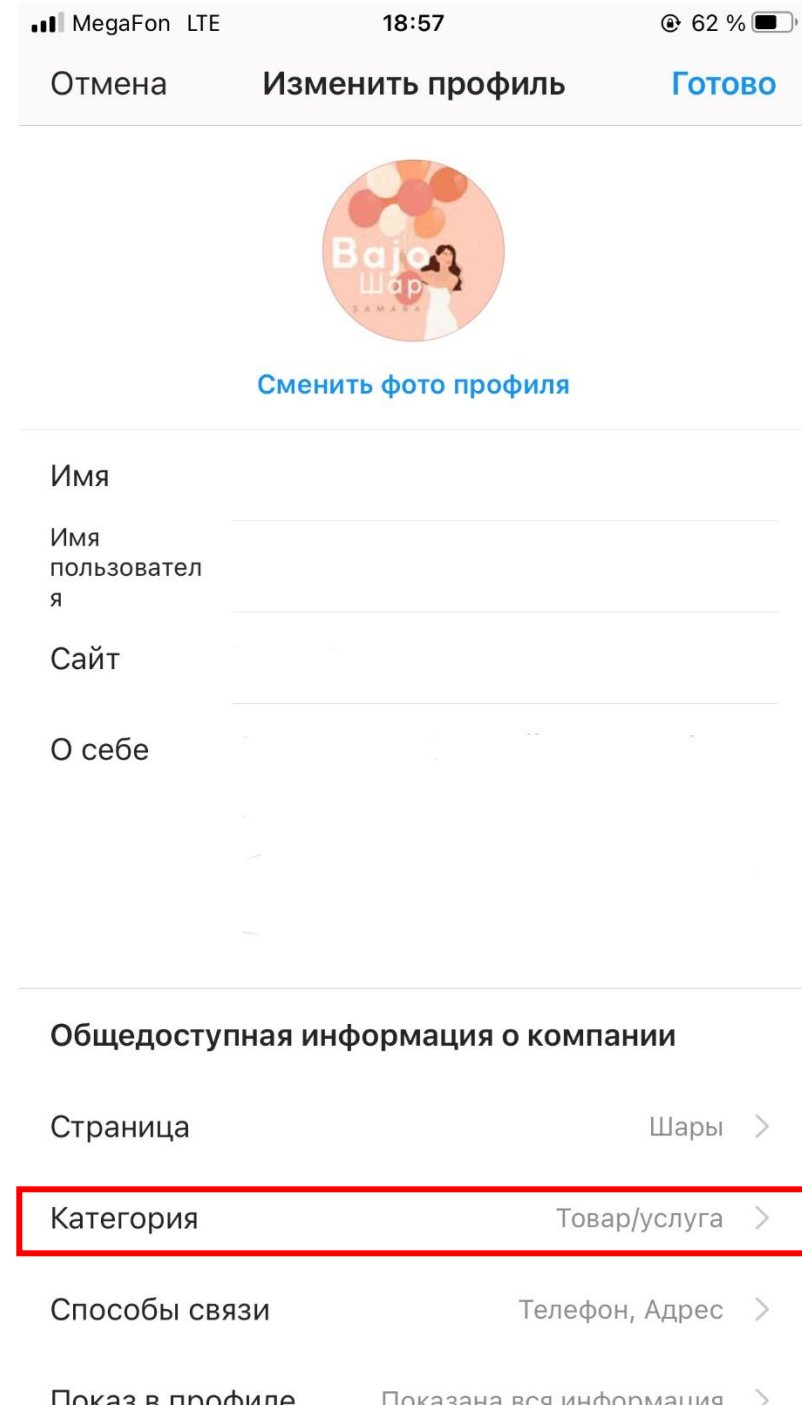 MegaFon LTE 18:57 62 %
Отмена Изменить профиль Готово
Bajo
Шар
SAMARA
Сменить фото профиля
Имя
Имя
пользовател
я
Сайт
О себе
Общедоступная информация о компании
Страница Шары
Категория Товар/услуга
Способы связи Телефон, Адрес
Показ в профиле Показана вся информация